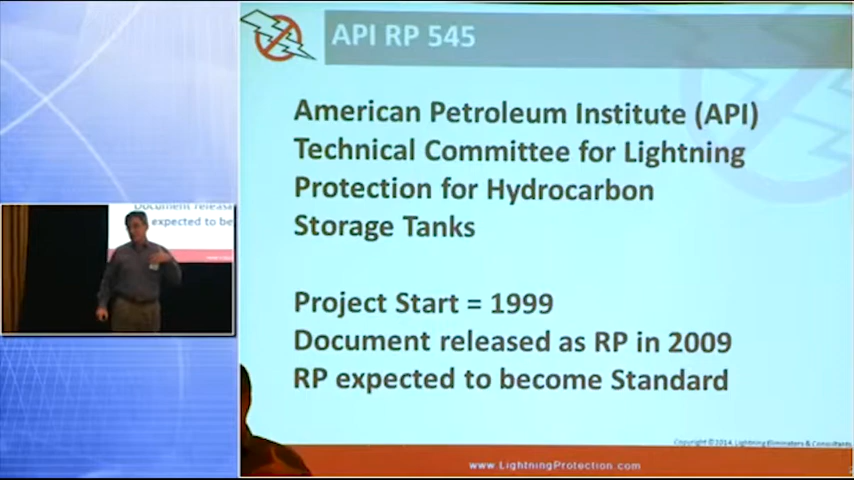 API RP 545
American Petroleum Institute (API)
Technical Committee for Lightning
Protection for Hydrocarbon
Storage Tanks
Project Start = 1999
Document released as RP in 2009
RP expected to become Standard
Copyright ©2014 Lightning Eliminators & Consultants
www.LightningProtection.com
Document releas
expected to be